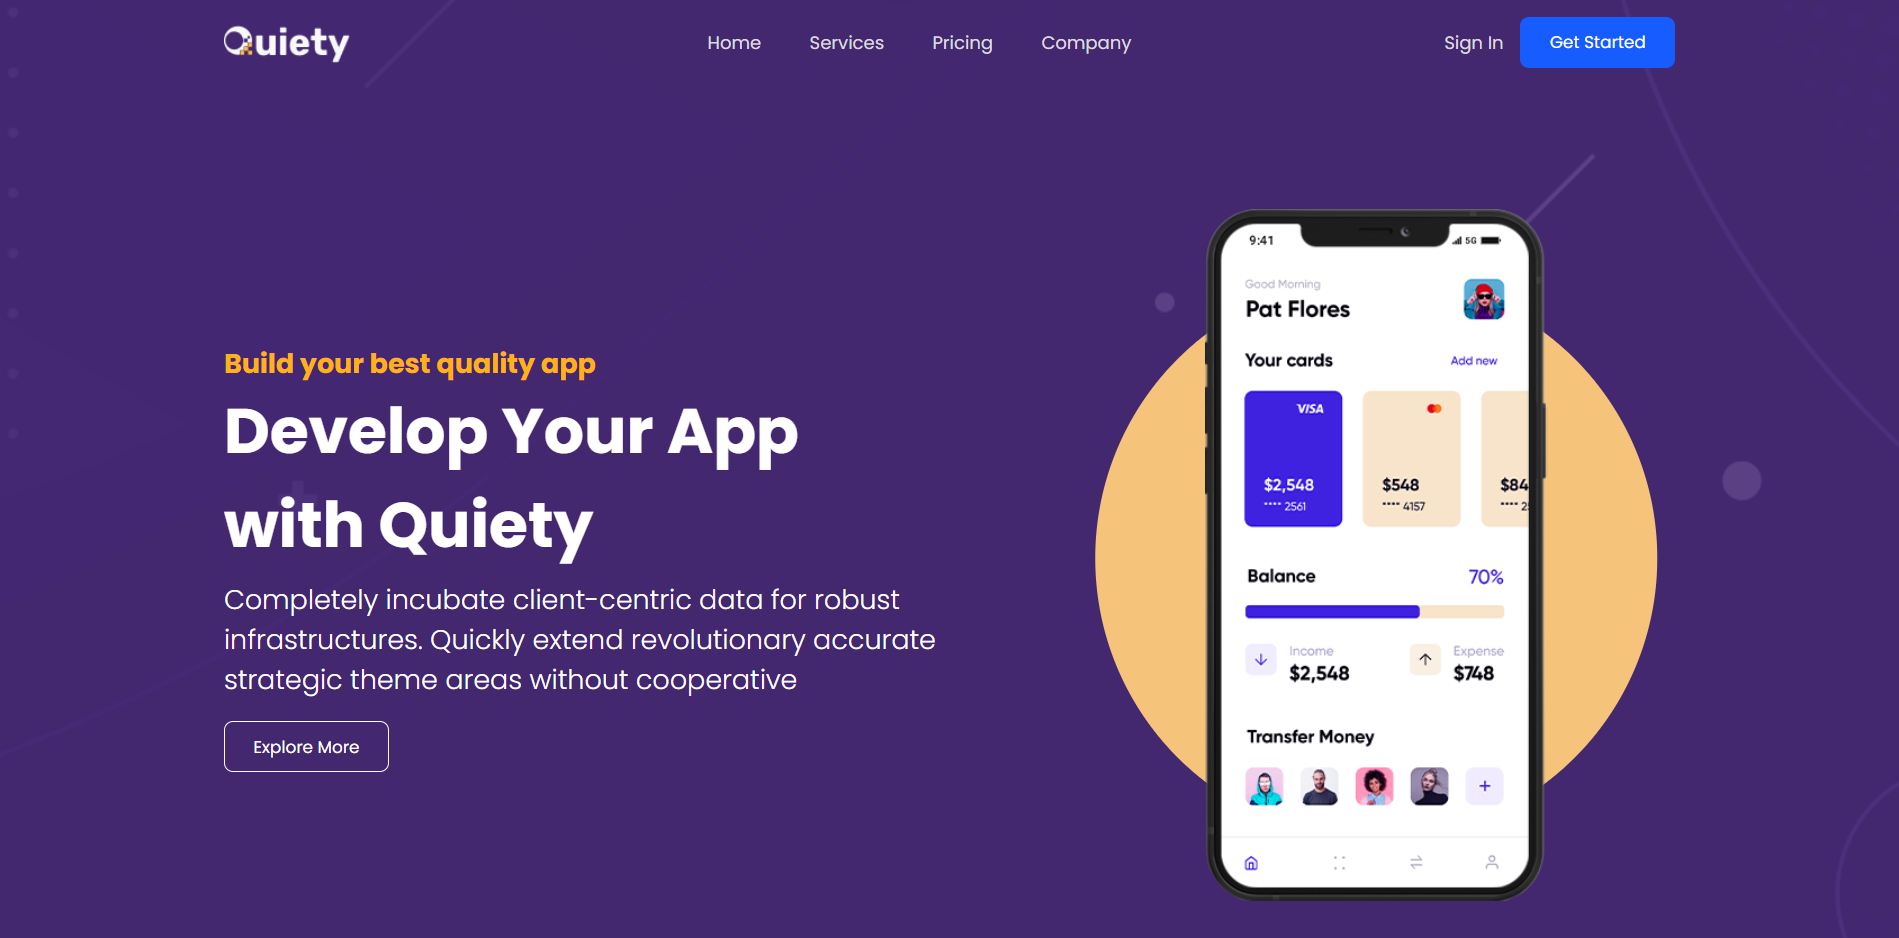 Quiety
Home Services Pricing Company
Sign In Get Started
Build your best quality app
Develop Your App
with Quiety
Completely incubate client-centric data for robust
infrastructures. Quickly extend revolutionary accurate
strategic theme areas without cooperative
Explore More
9:41 5G
Good Morning
Pat Flores
Your cards Add new
VISA
$2,548 $548 $84
•••• 2561 •••• 4157 ••••
Balance 70%
Income Expense
$2,548 $748
Transfer Money
+